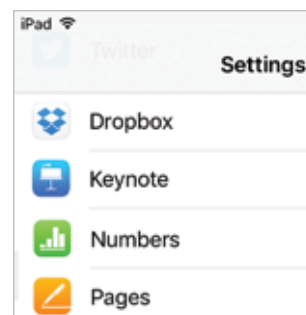 iPad
Twitter
Settings
Dropbox
Keynote
Numbers
Pages